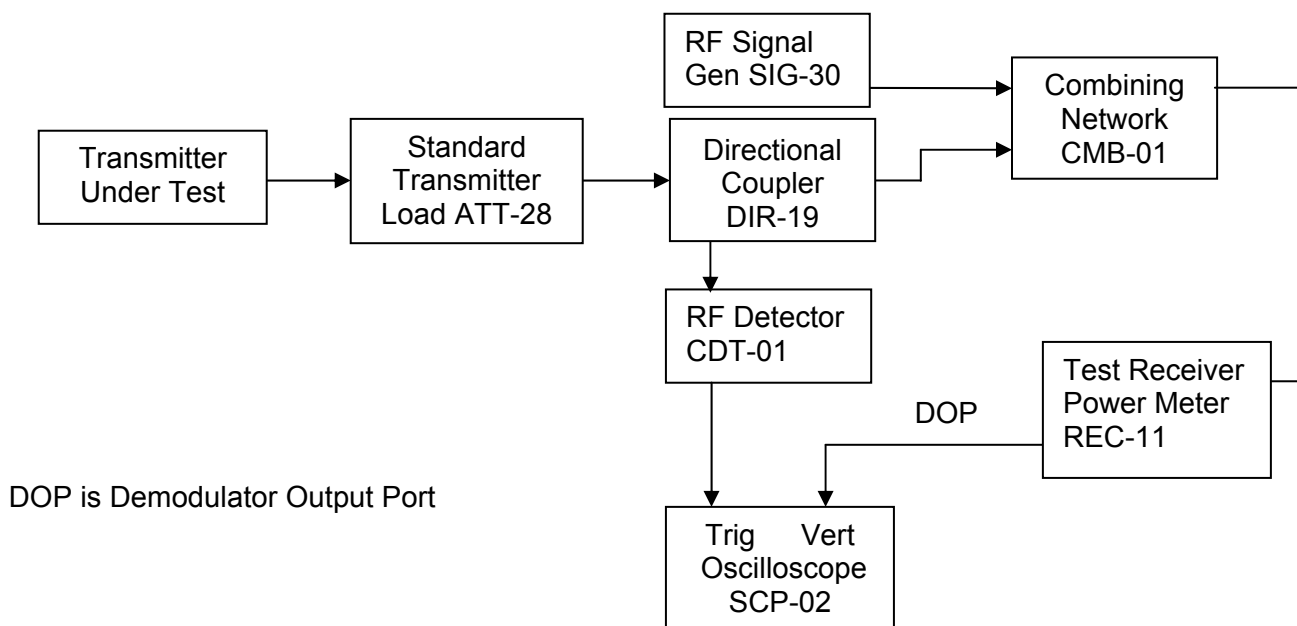 RF Signal
Gen SIG-30
Combining
Network
CMB-01
Transmitter
Under Test
Standard
Transmitter
Load ATT-28
Directional
Coupler
DIR-19
RF Detector
CDT-01
Test Receiver
Power Meter
REC-11
DOP
DOP is Demodulator Output Port
Trig Vert
Oscilloscope
SCP-02